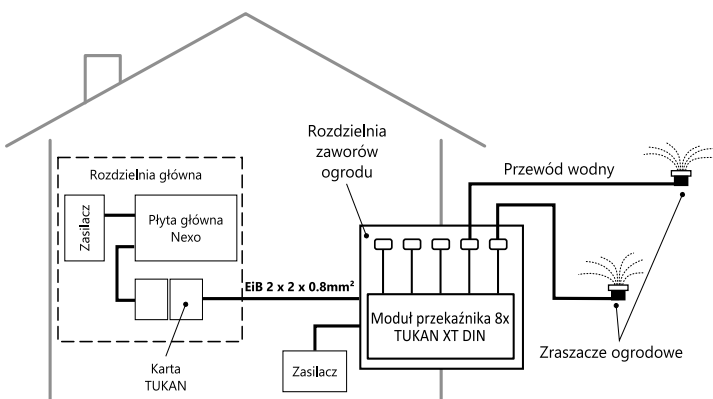 Rozdzielnia
zaworów
ogrodu
Przewód wodny
Rozdzielnia główna
Zasilacz
Płyta główna
Nexo
EiB 2 x 2 x 0.8mm²
Moduł przekaźnika 8x
TUKAN XT DIN
Zraszacze ogrodowe
Karta
TUKAN
Zasilacz